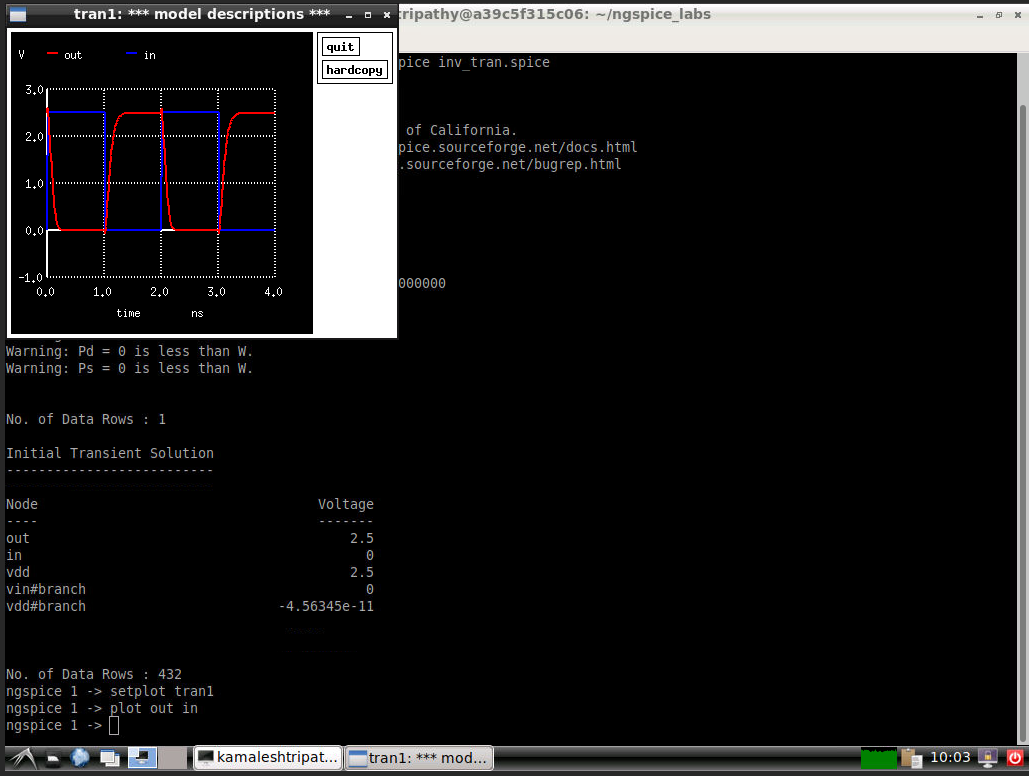 tran1: *** model descriptions ***
tripathy@a39c5f315c06: ~/ngspice_labs
V out in
quit
hardcopy
3.0
2.0
1.0
0.0
-1.0
0.0 1.0 2.0 3.0 4.0
time ns
pice inv_tran.spice
of California.
pice.sourceforge.net/docs.html
.sourceforge.net/bugrep.html
000000
Warning: Pd = 0 is less than W.
Warning: Ps = 0 is less than W.
No. of Data Rows : 1
Initial Transient Solution
--------------------------
Node Voltage
---- -------
out 2.5
in 0
vdd 2.5
vin#branch 0
vdd#branch -4.56345e-11
No. of Data Rows : 432
ngspice 1 -> setplot tran1
ngspice 1 -> plot out in
ngspice 1 ->
kamaleshtripat...
tran1: *** mod...
10:03